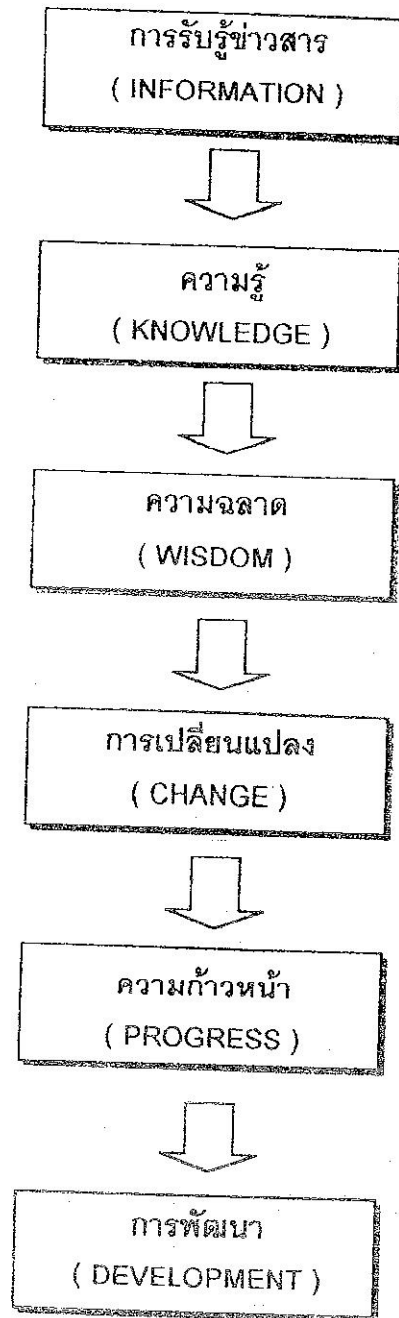 การรับรู้ข่าวสาร
( INFORMATION )
ความรู้
( KNOWLEDGE )
ความฉลาด
( WISDOM )
การเปลี่ยนแปลง
( CHANGE )
ความก้าวหน้า
( PROGRESS )
การพัฒนา
( DEVELOPMENT )